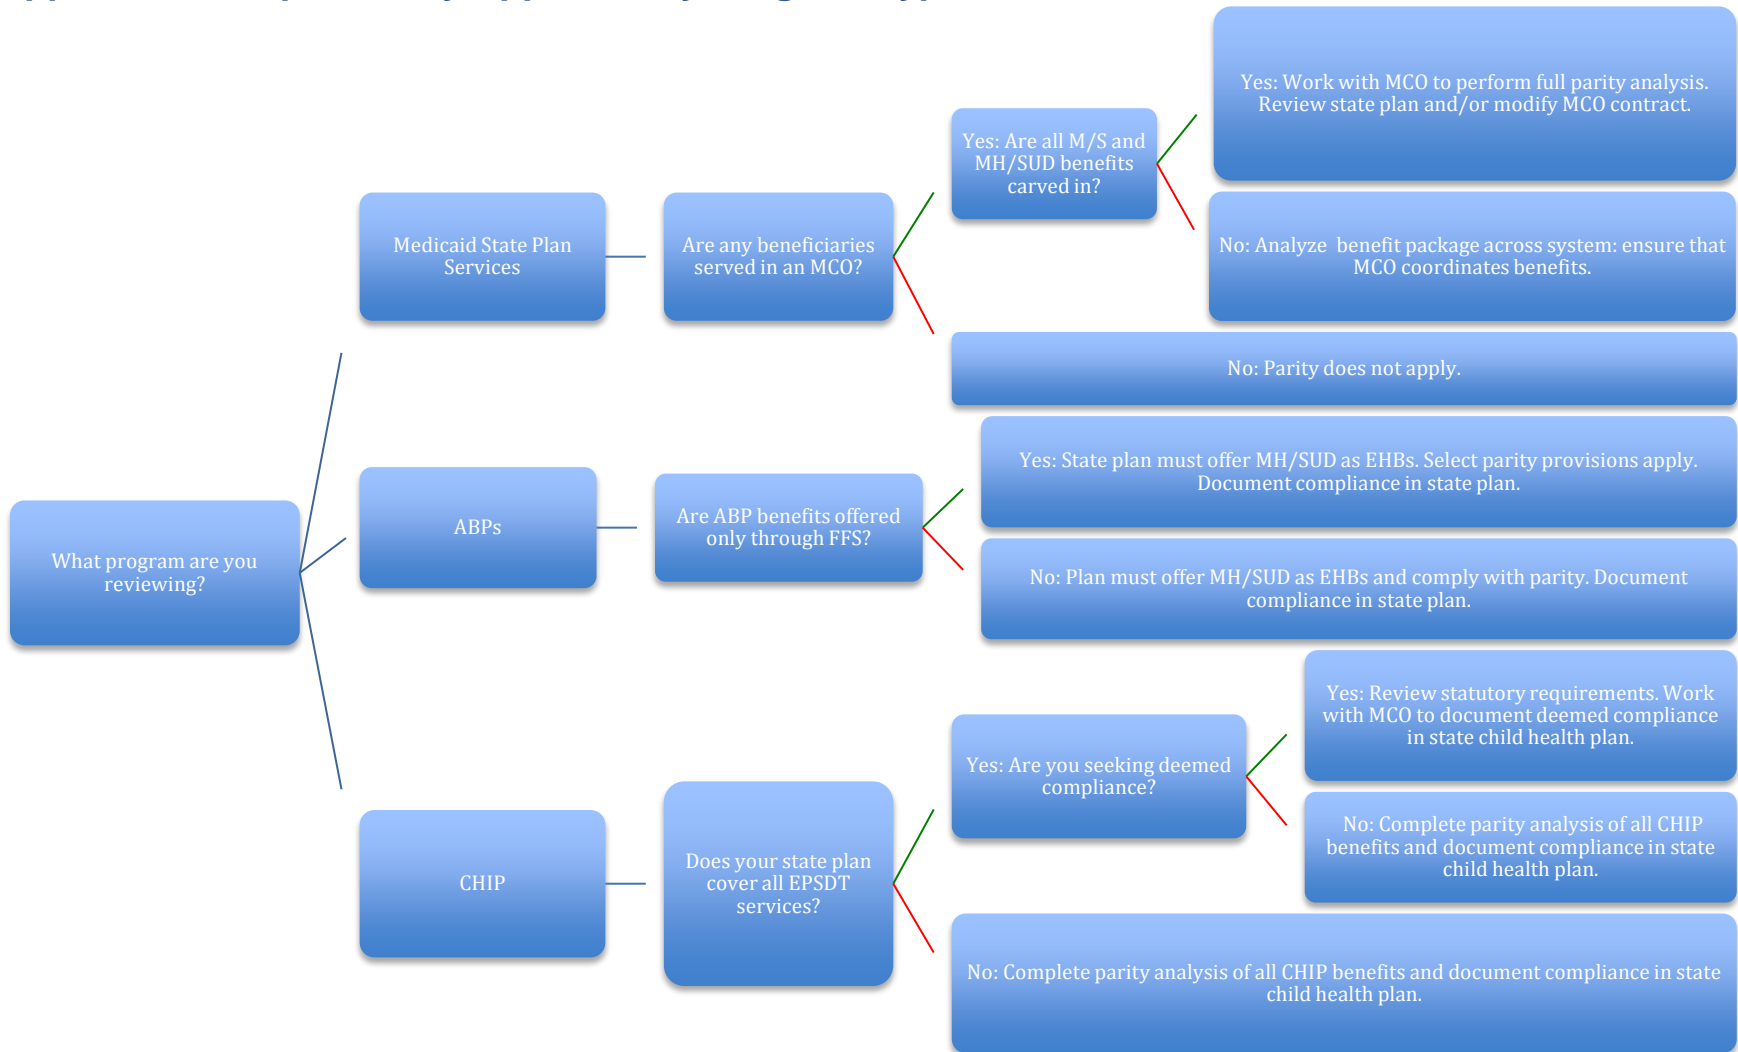 What program are you
reviewing?
Medicaid State Plan
Services
Are any beneficiaries
served in an MCO?
Yes: Are all M/S and
MH/SUD benefits
carved in?
Yes: Work with MCO to perform full parity analysis.
Review state plan and/or modify MCO contract.
No: Analyze  benefit package across system: ensure that
MCO coordinates benefits.
No: Parity does not apply.
ABPs
Are ABP benefits offered
only through FFS?
Yes: State plan must offer MH/SUD as EHBs. Select parity provisions apply.
Document compliance in state plan.
No: Plan must offer MH/SUD as EHBs and comply with parity. Document
compliance in state plan.
CHIP
Does your state plan
cover all EPSDT
services?
Yes: Are you seeking deemed
compliance?
Yes: Review statutory requirements. Work
with MCO to document deemed compliance
in state child health plan.
No: Complete parity analysis of all CHIP
benefits and document compliance in state
child health plan.
No: Complete parity analysis of all CHIP benefits and document compliance in state
child health plan.